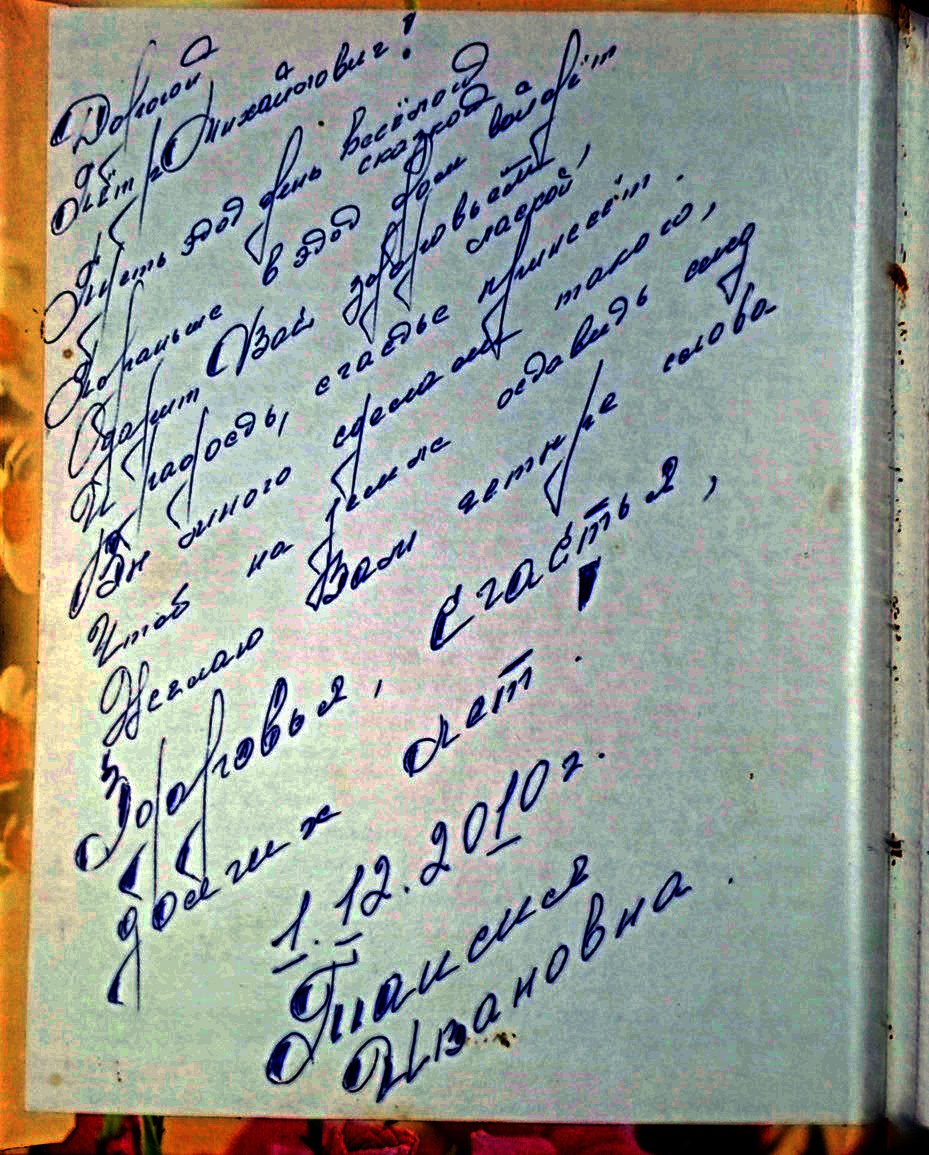 Дорогой
Пётр Михайлович!
Пусть этот день весёлой
сказкой
Пораньше в этот дом войдёт
Одарит Вас здоровьем,
лаской,
И радость, счастье принесёт.
Вы много сделали такого,
Чтоб на земле оставить след
Желаю Вам четыре слова
Здоровья, счастья,
долгих лет!
1.12.2010г.
Таисия
Ивановна.